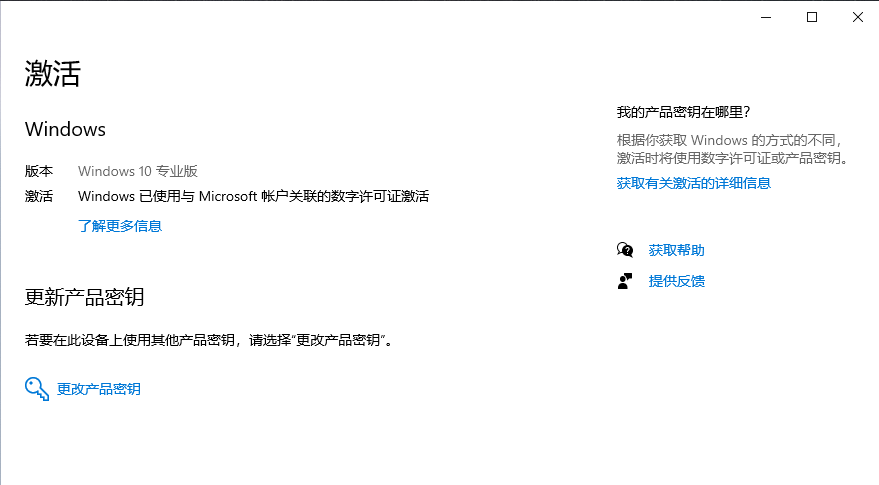 激活
Windows
版本 Windows 10 专业版
激活 Windows 已使用与 Microsoft 帐户关联的数字许可证激活
了解更多信息
更新产品密钥
若要在此设备上使用其他产品密钥，请选择"更改产品密钥"。
更改产品密钥
我的产品密钥在哪里?
根据你获取 Windows 的方式的不同，
激活时将使用数字许可证或产品密钥。
获取有关激活的详细信息
获取帮助
提供反馈